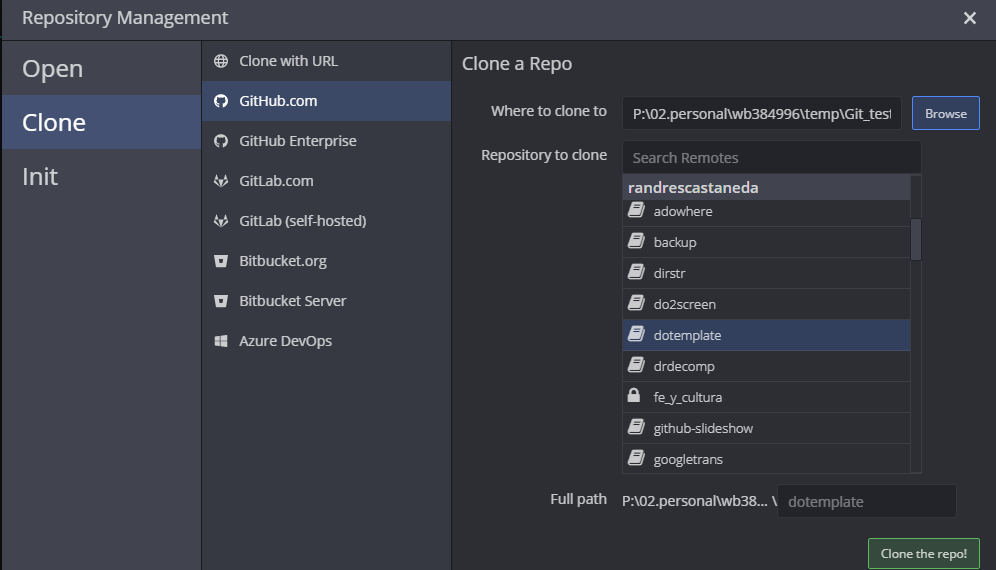 Repository Management
Open
Clone
Init
Clone with URL
GitHub.com
GitHub Enterprise
GitLab.com
GitLab (self-hosted)
Bitbucket.org
Bitbucket Server
Azure DevOps
Clone a Repo
Where to clone to P:\02.personal\wb384996\temp\Git_test Browse
Repository to clone Search Remotes
randrescastaneda
adowhere
backup
dirstr
do2screen
dotemplate
drdecomp
fe_y_cultura
github-slideshow
googletrans
Full path P:\02.personal\wb38... \ dotemplate
Clone the repo!